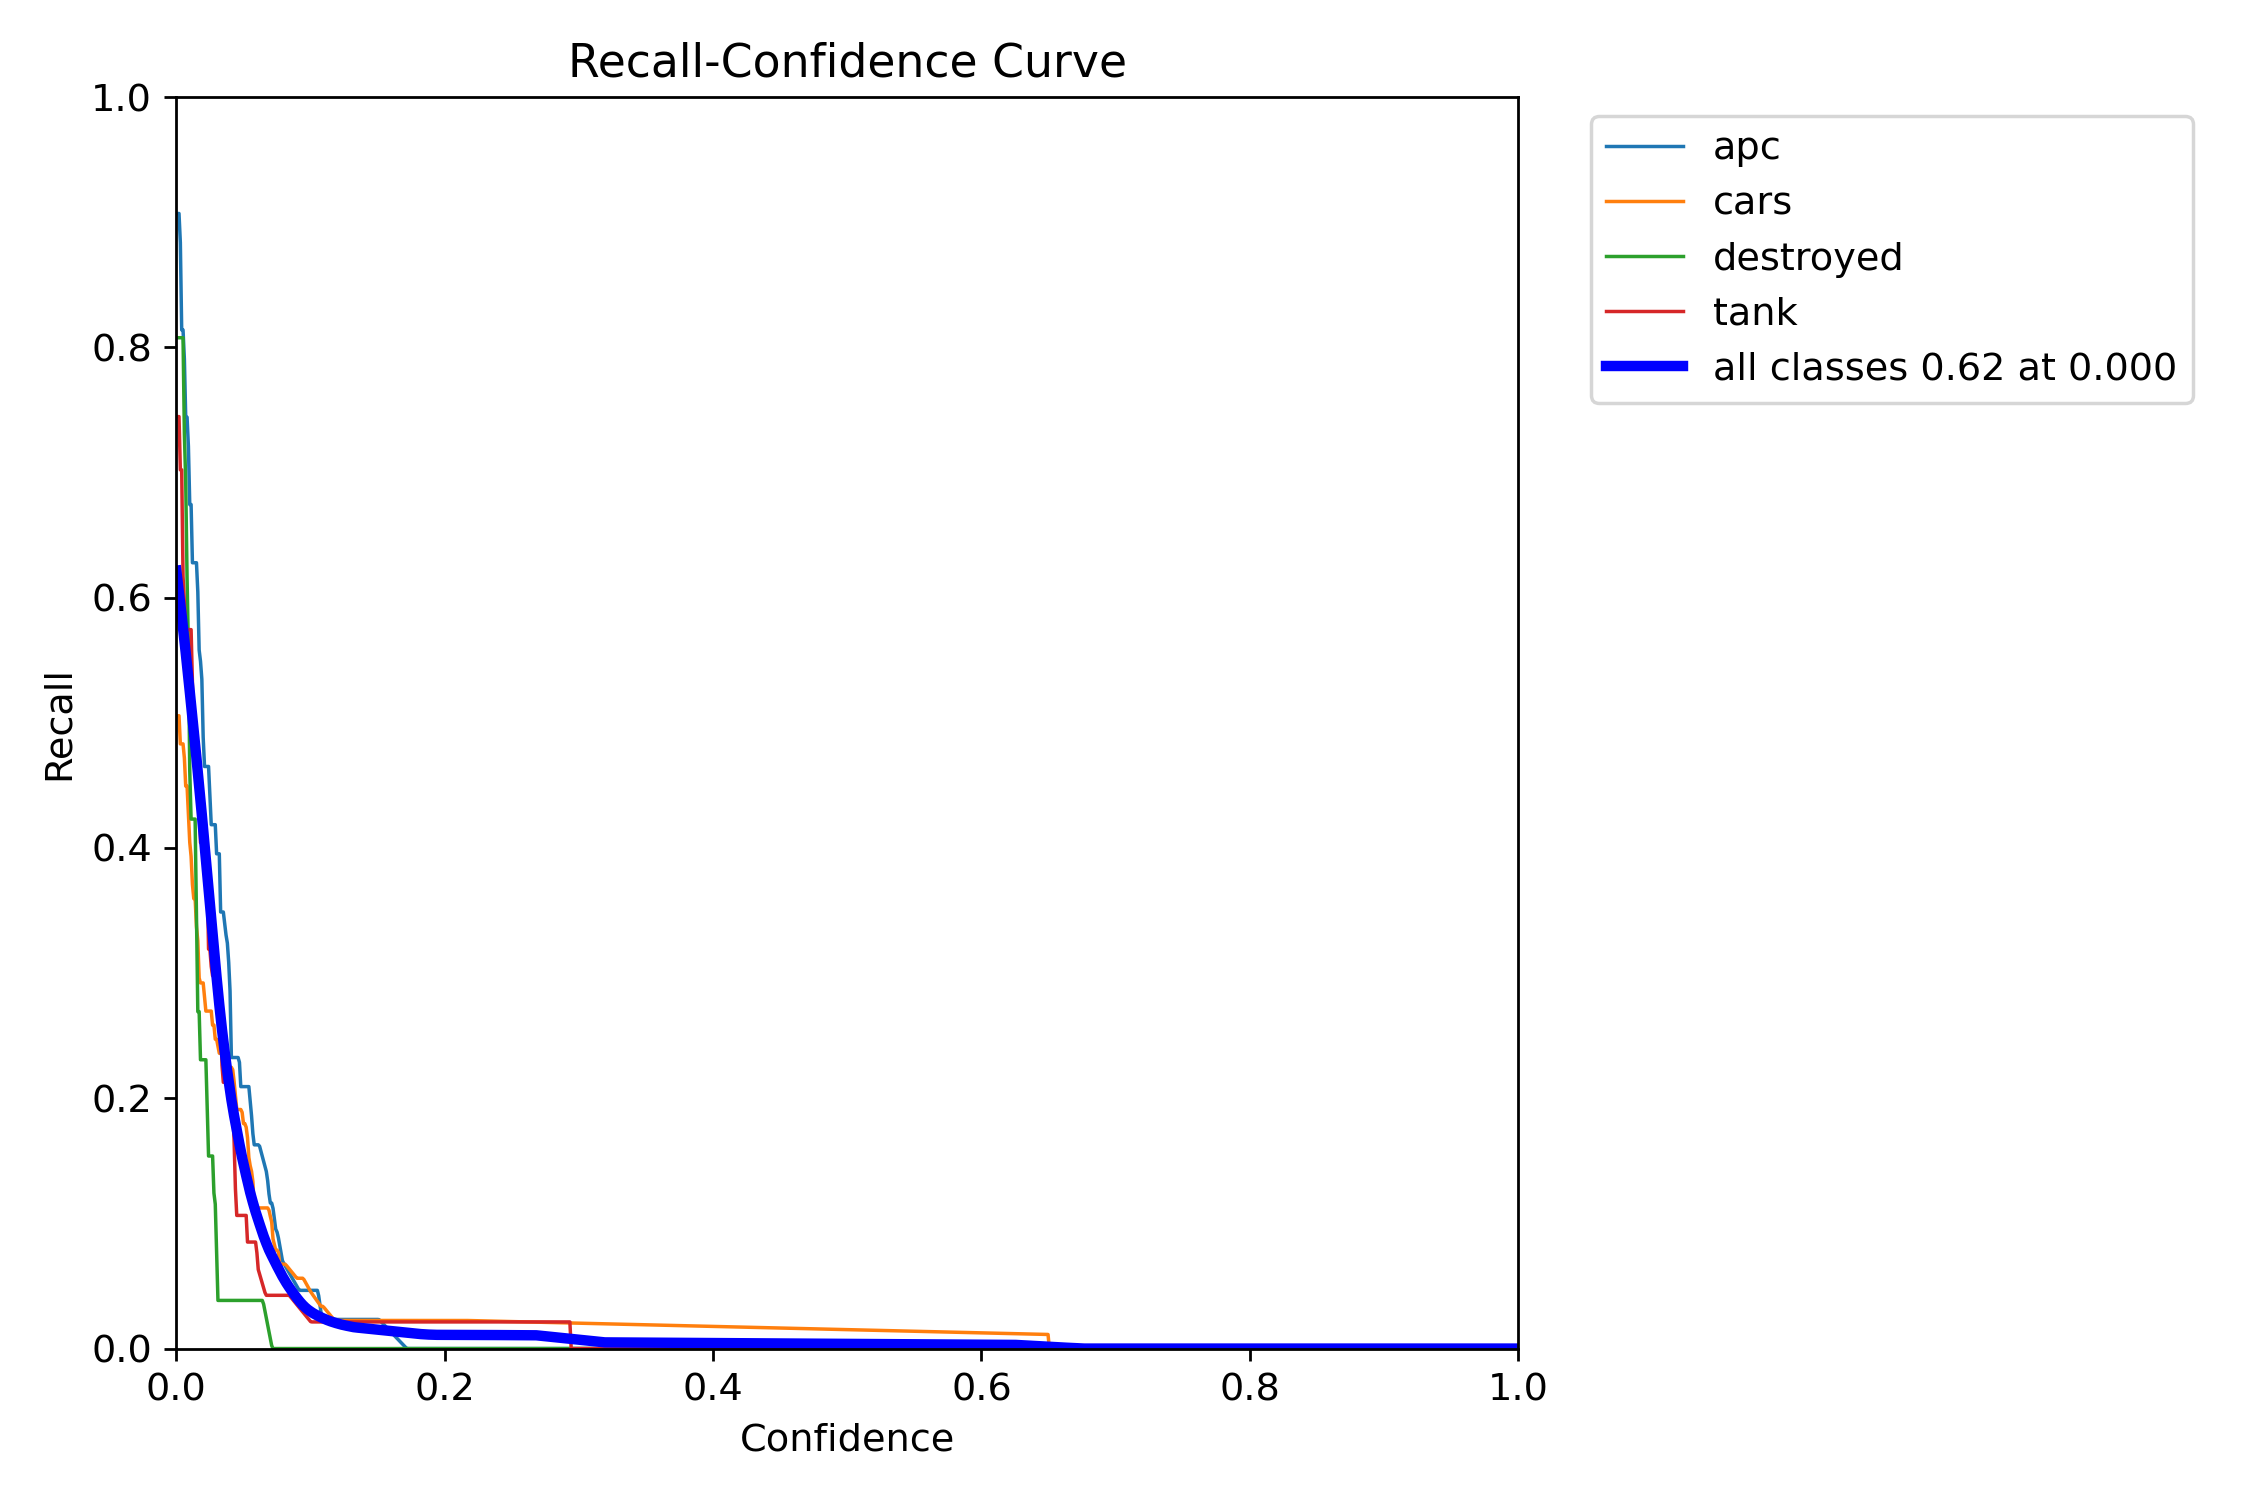 Recall-Confidence Curve
1.0
0.8
0.6
0.4
0.2
0.0
Recall
0.0 0.2 0.4 0.6 0.8 1.0
Confidence
apc
cars
destroyed
tank
all classes 0.62 at 0.000